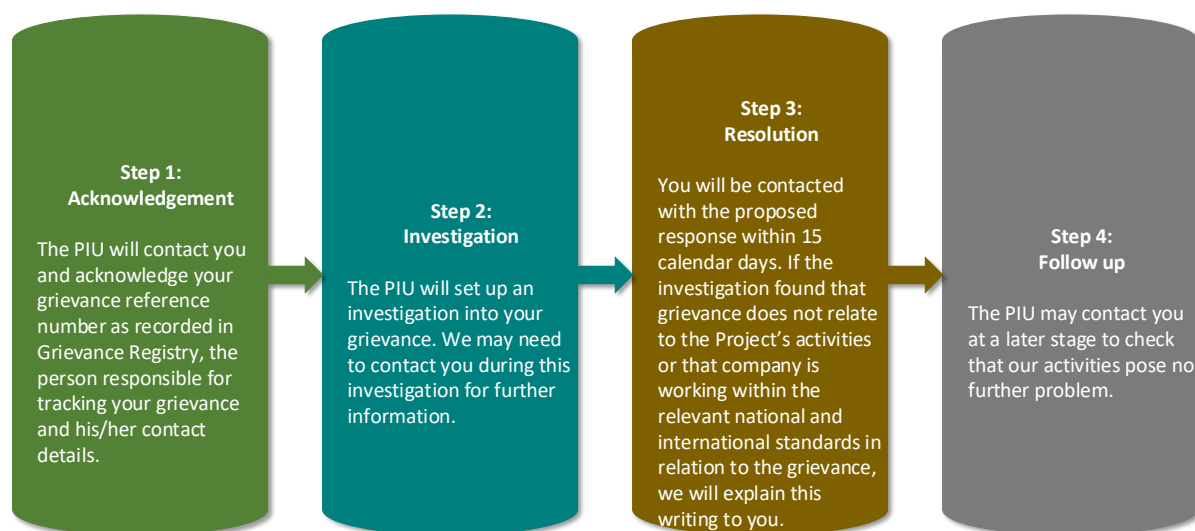 Step 1:
Acknowledgement
The PIU will contact you
and acknowledge your
grievance reference
number as recorded in
Grievance Registry, the
person responsible for
tracking your grievance
and his/her contact
details.
Step 2:
Investigation
The PIU will set up an
investigation into your
grievance. We may need
to contact you during this
investigation for further
information.
Step 3:
Resolution
You will be contacted
with the proposed
response within 15
calendar days. If the
investigation found that
grievance does not relate
to the Project’s activities
or that company is
working within the
relevant national and
international standards in
relation to the grievance,
we will explain this
writing to you.
Step 4:
Follow up
The PIU may contact you
at a later stage to check
that our activities pose no
further problem.